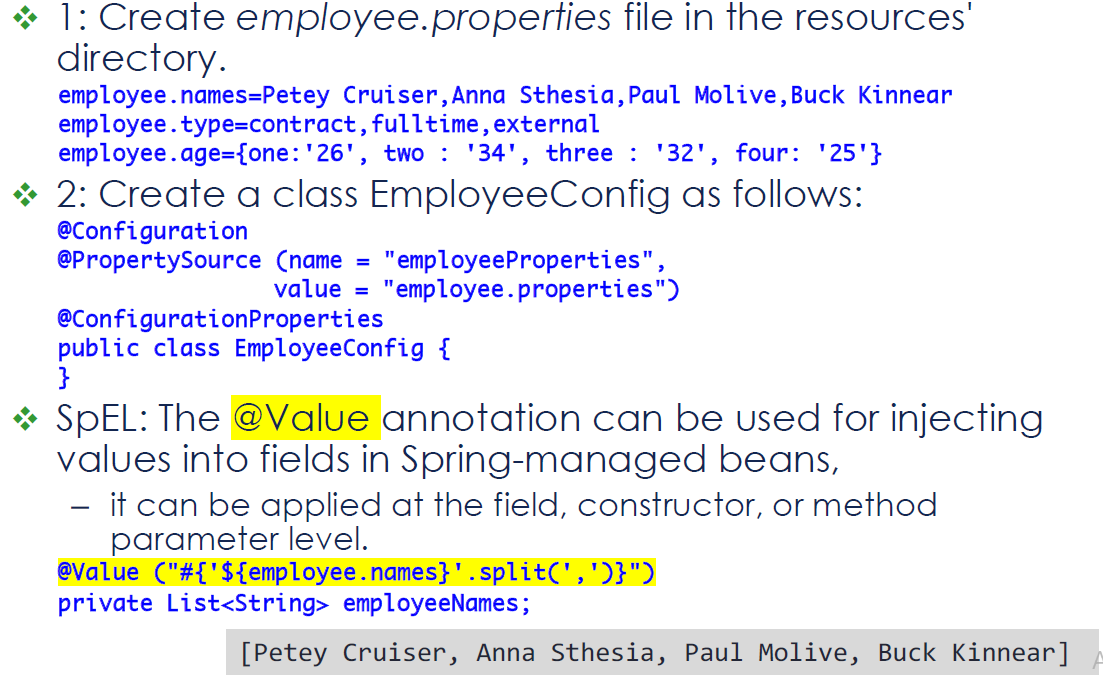 ❖ 1: Create employee.properties file in the resources'
directory.
employee.names=Petey Cruiser,Anna Sthesia,Paul Molive,Buck Kinnear
employee.type=contract,fulltime,external
employee.age={one:'26', two : '34', three : '32', four: '25'}
❖ 2: Create a class EmployeeConfig as follows:
@Configuration
@PropertySource (name = "employeeProperties",
value = "employee.properties")
@ConfigurationProperties
public class EmployeeConfig {
}
❖ SpEL: The @Value annotation can be used for injecting
values into fields in Spring-managed beans,
– it can be applied at the field, constructor, or method
parameter level.
@Value ("#{'${employee.names}'.split(',')}")
private List<String> employeeNames;
[Petey Cruiser, Anna Sthesia, Paul Molive, Buck Kinnear]